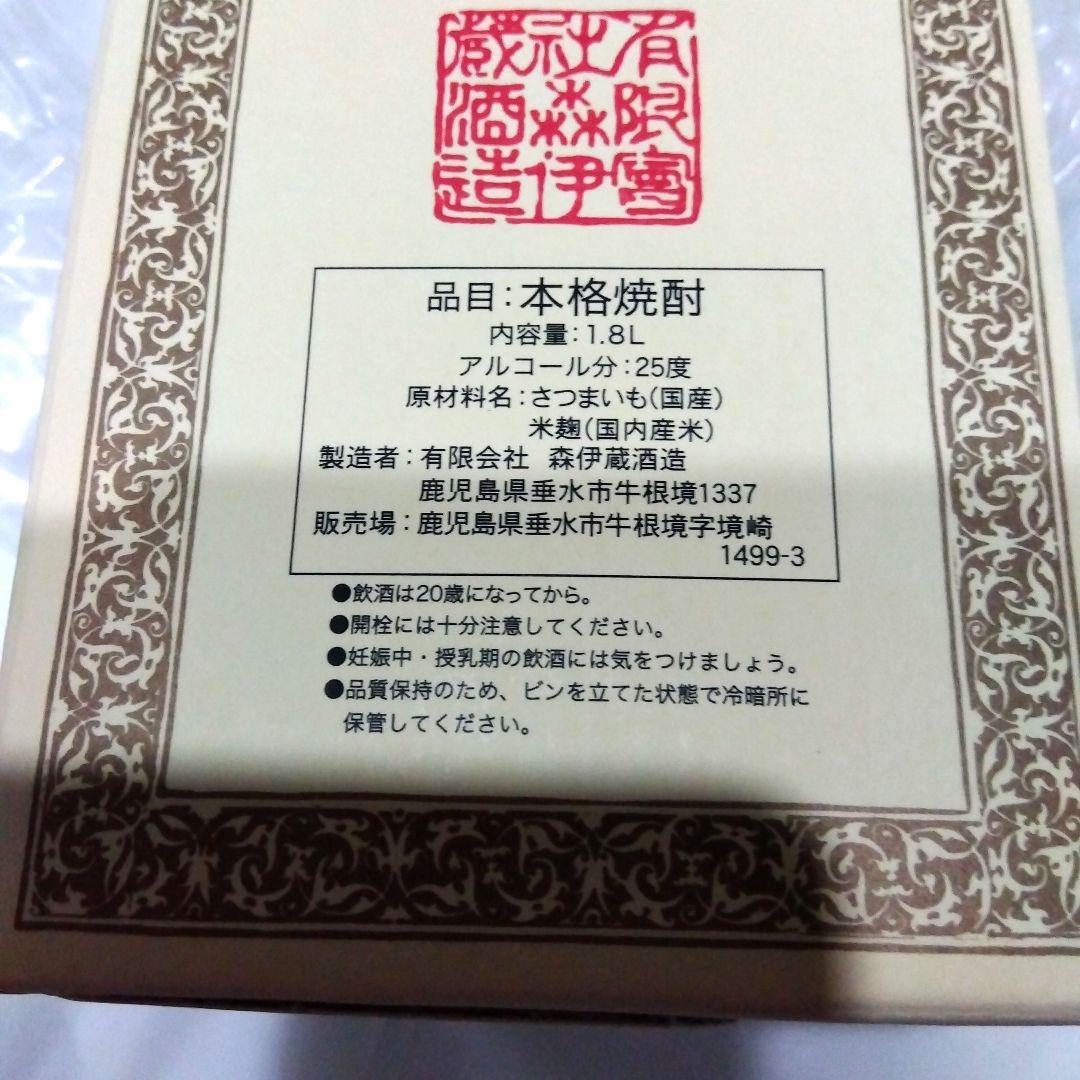 有限會
社森伊
蔵酒造
品目：本格焼酎
内容量：1.8L
アルコール分：25度
原材料名：さつまいも(国産)
米麹(国内産米)
製造者：有限会社 森伊蔵酒造
鹿児島県垂水市牛根境1337
販売場：鹿児島県垂水市牛根境字境崎
1499-3
●飲酒は20歳になってから。
●開栓には十分注意してください。
●妊娠中・授乳期の飲酒には気をつけましょう。
●品質保持のため、ビンを立てた状態で冷暗所に
保管してください。